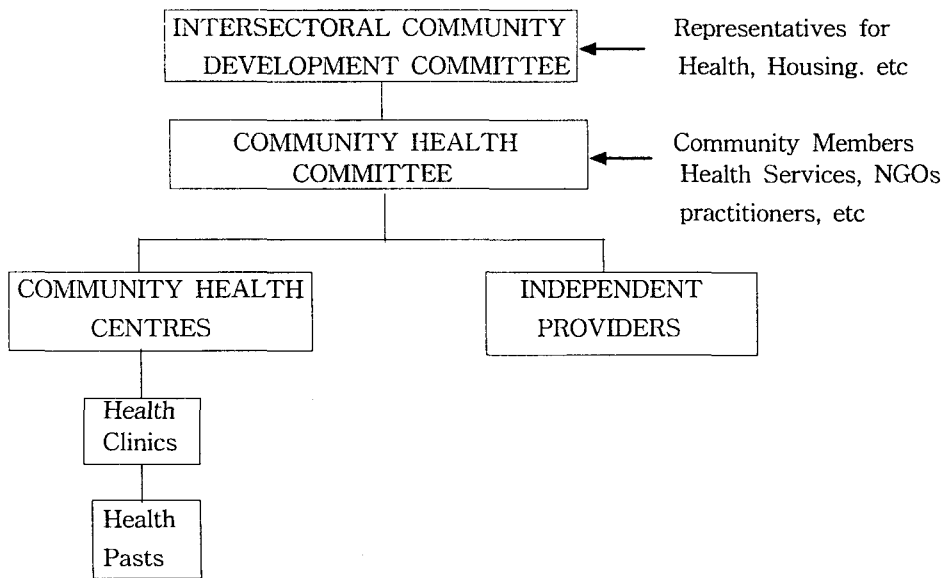 INTERSECTORAL COMMUNITY
DEVELOPMENT COMMITTEE
Representatives for
Health, Housing. etc
COMMUNITY HEALTH
COMMITTEE
Community Members
Health Services, NGOs
practitioners, etc
COMMUNITY HEALTH
CENTRES
INDEPENDENT
PROVIDERS
Health
Clinics
Health
Pasts